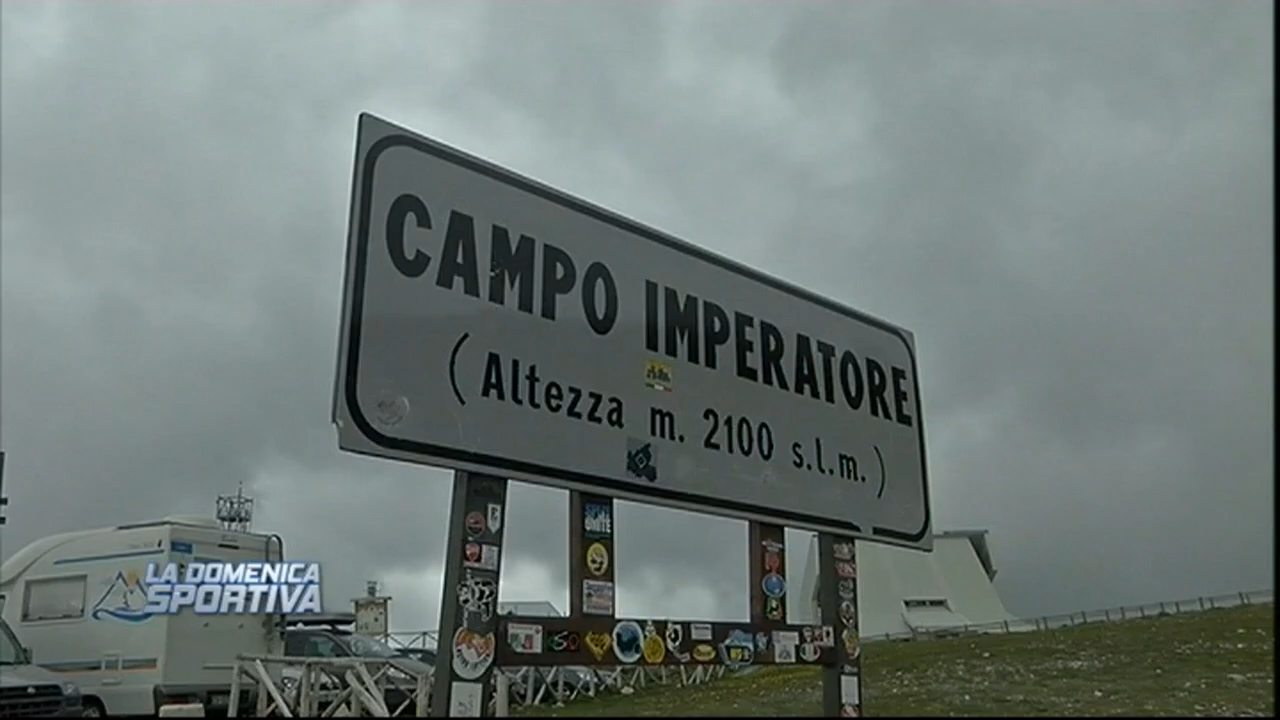 CAMPO IMPERATORE
(Altezza m. 2100 s.l.m.)
LA DOMENICA
SPORTIVA